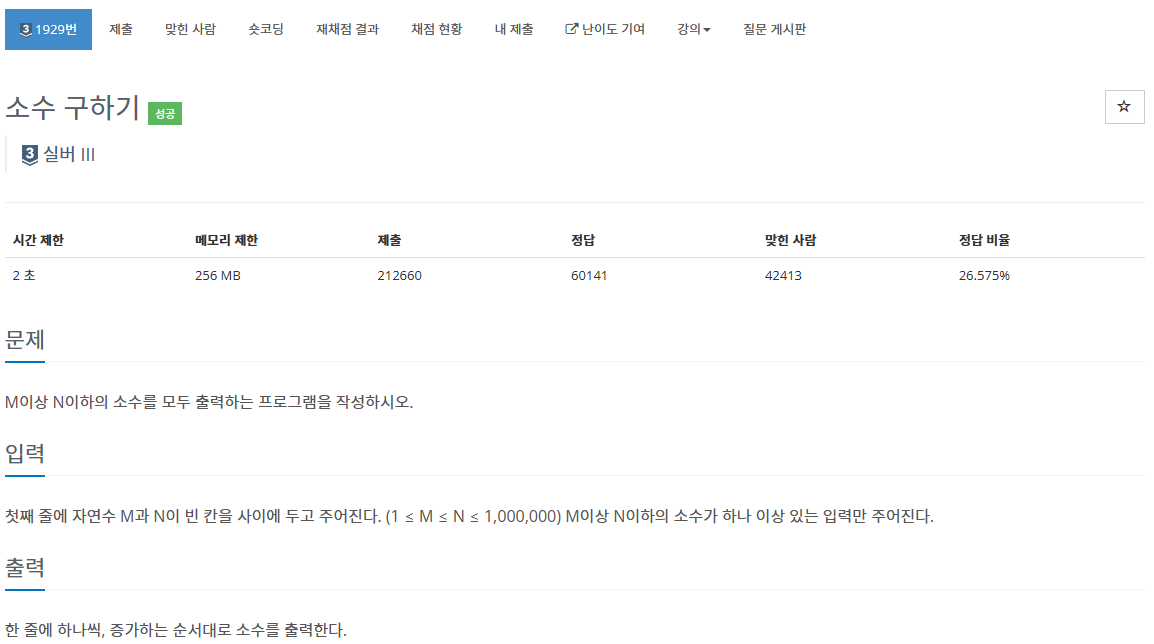 3 1929번 제출 맞힌 사람 숏코딩 재채점 결과 채점 현황 내 제출 난이도 기여 강의 질문 게시판
소수 구하기 성공
3 실버 III
시간 제한 메모리 제한 제출 정답 맞힌 사람 정답 비율
2 초 256 MB 212660 60141 42413 26.575%
문제
M이상 N이하의 소수를 모두 출력하는 프로그램을 작성하시오.
입력
첫째 줄에 자연수 M과 N이 빈 칸을 사이에 두고 주어진다. (1 ≤ M ≤ N ≤ 1,000,000) M이상 N이하의 소수가 하나 이상 있는 입력만 주어진다.
출력
한 줄에 하나씩, 증가하는 순서대로 소수를 출력한다.